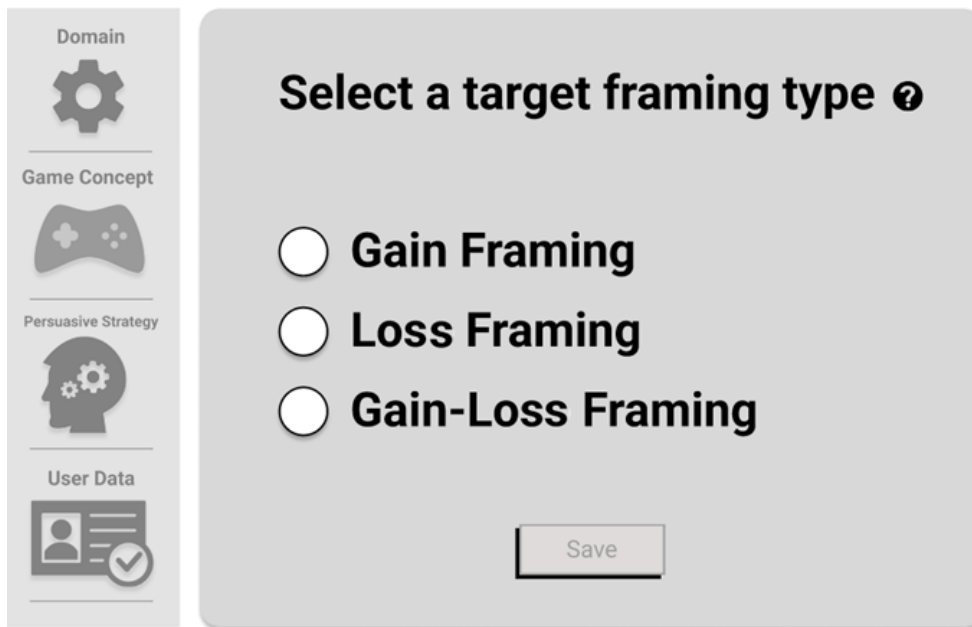 Domain
Game Concept
Persuasive Strategy
User Data
Select a target framing type ?
Gain Framing
Loss Framing
Gain-Loss Framing
Save